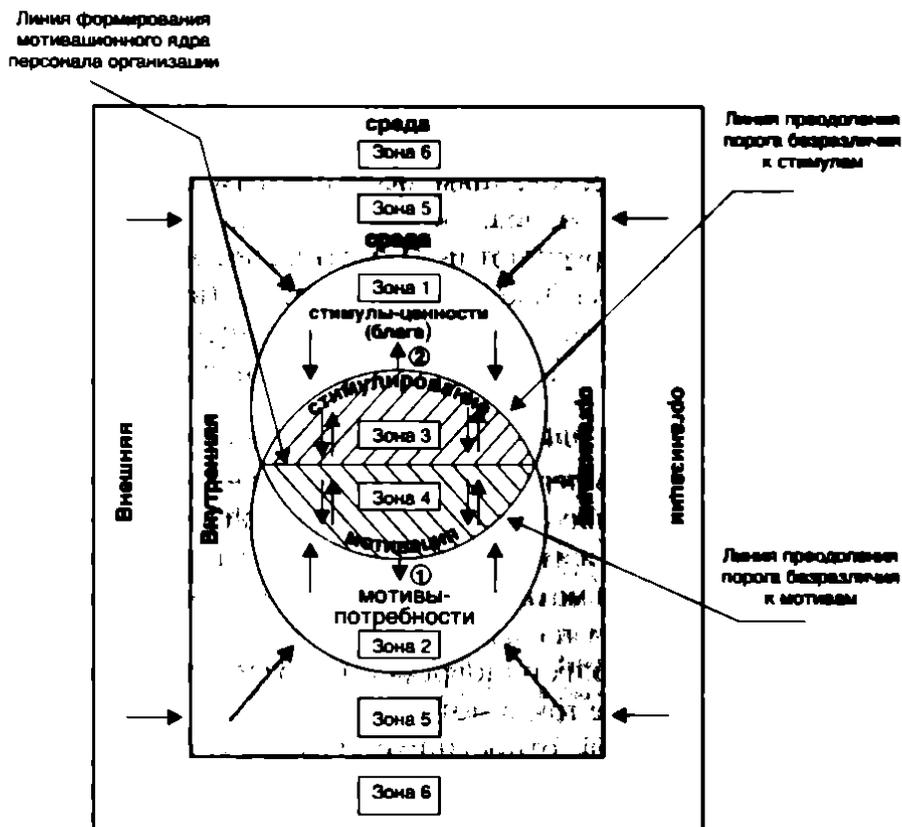 Линия формирования
мотивационного ядра
персонала организации
среда
Зона 6
Линия преодоления
порога безразличия
к стимулам
Зона 5
среда
Зона 1
стимулы-ценности
(блага)
②
стимулирование
Зона 3
Внешняя
Внутренняя
организации
организации
Зона 4
мотивация
①
мотивы-
потребности
Линия преодоления
порога безразличия
к мотивам
Зона 2
Зона 5
Зона 6